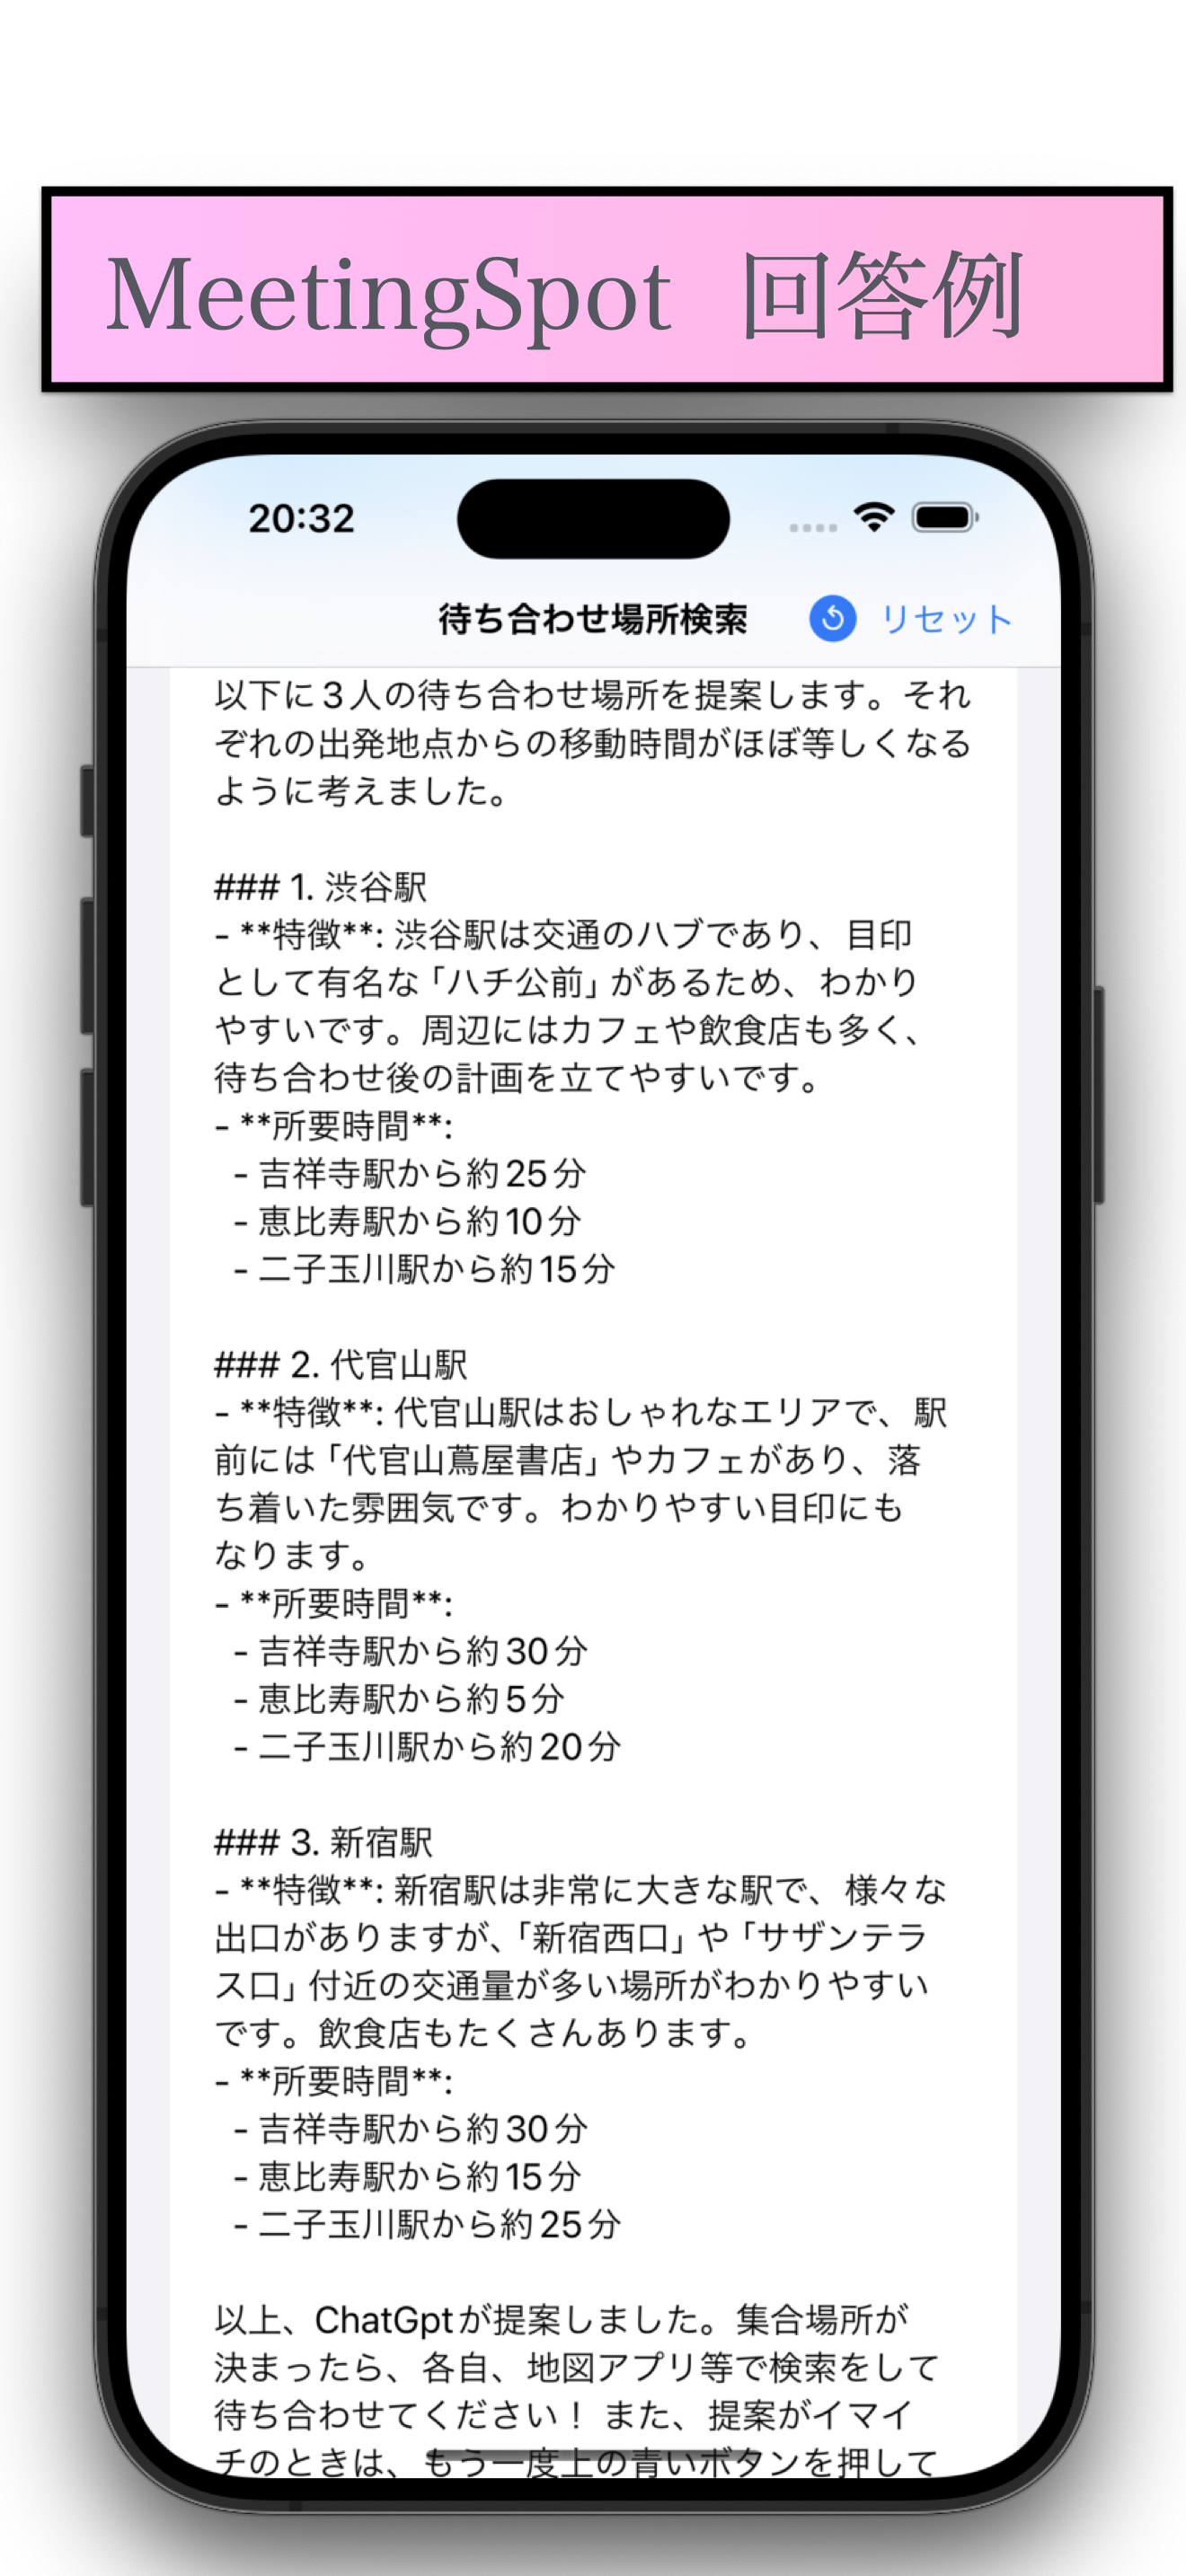 MeetingSpot 回答例
20:32
待ち合わせ場所検索 リセット
以下に3人の待ち合わせ場所を提案します。それ
ぞれの出発地点からの移動時間がほぼ等しくなる
ように考えました。
### 1. 渋谷駅
- **特徴**: 渋谷駅は交通のハブであり、目印
として有名な「ハチ公前」があるため、わかり
やすいです。周辺にはカフェや飲食店も多く、
待ち合わせ後の計画を立てやすいです。
- **所要時間**:
- 吉祥寺駅から約25分
- 恵比寿駅から約10分
- 二子玉川駅から約15分
### 2. 代官山駅
- **特徴**: 代官山駅はおしゃれなエリアで、駅
前には「代官山蔦屋書店」やカフェがあり、落
ち着いた雰囲気です。わかりやすい目印にも
なります。
- **所要時間**:
- 吉祥寺駅から約30分
- 恵比寿駅から約5分
- 二子玉川駅から約20分
### 3. 新宿駅
- **特徴**: 新宿駅は非常に大きな駅で、様々な
出口がありますが、「新宿西口」や「サザンテラ
ス口」付近の交通量が多い場所がわかりやすい
です。飲食店もたくさんあります。
- **所要時間**:
- 吉祥寺駅から約30分
- 恵比寿駅から約15分
- 二子玉川駅から約25分
以上、ChatGptが提案しました。集合場所が
決まったら、各自、地図アプリ等で検索をして
待ち合わせてください！ また、提案がイマイ
チのときは、もう一度上の青いボタンを押して